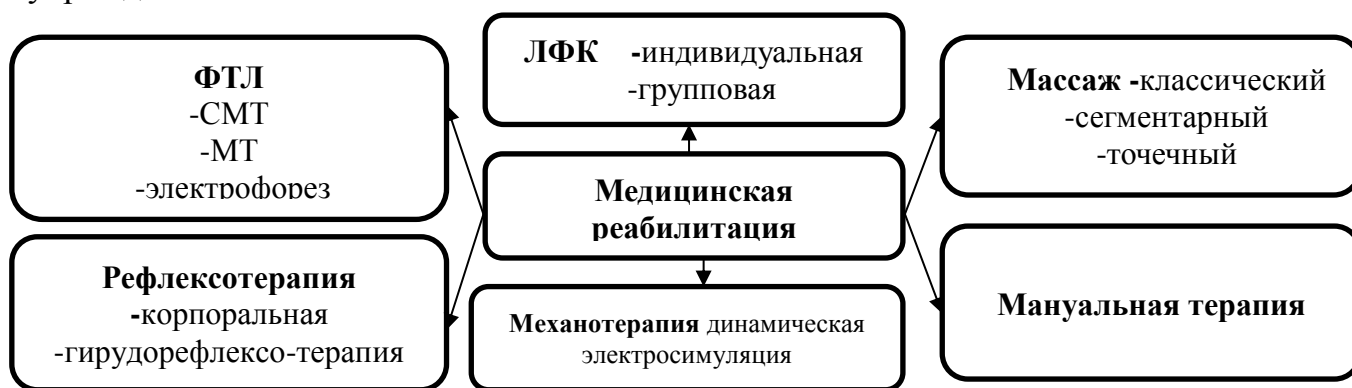 ФТЛ
-СМТ
-МТ
-электрофорез
ЛФК -индивидуальная
-групповая
Массаж -классический
-сегментарный
-точечный
Медицинская
реабилитация
Рефлексотерапия
-корпоральная
-гирудорефлексо-терапия
Механотерапия динамическая
электросимуляция
Мануальная терапия